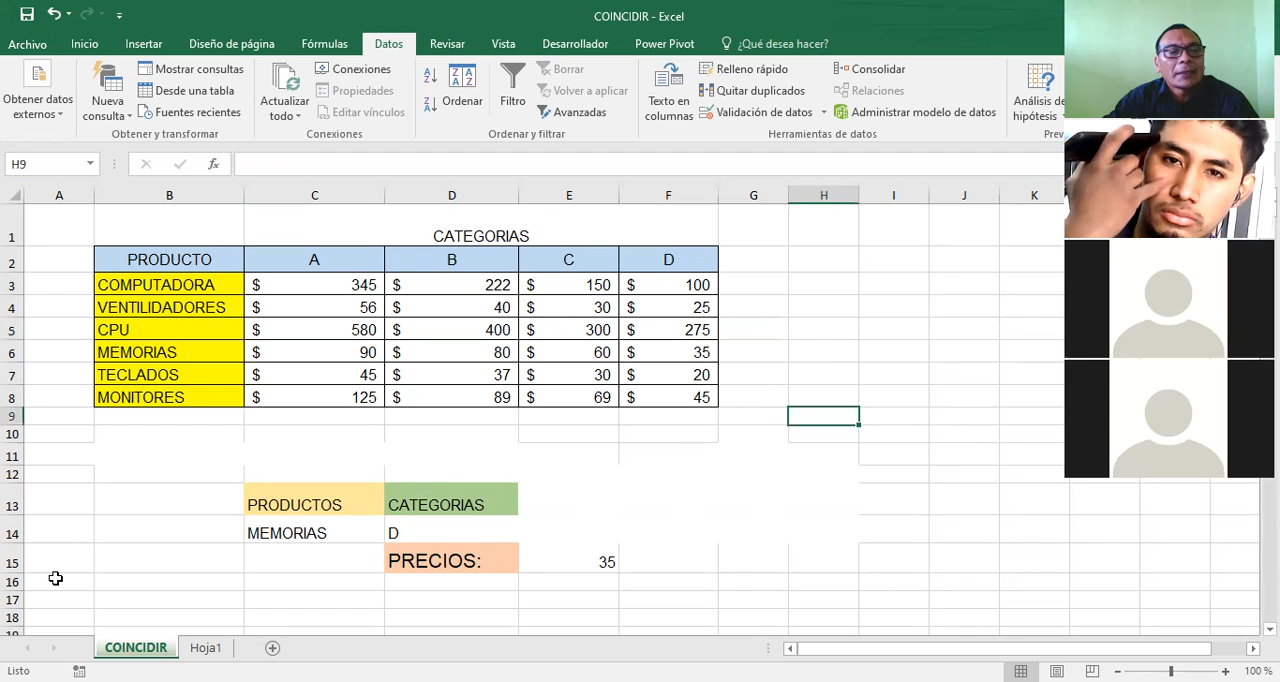 COINCIDIR - Excel
Archivo Inicio Insertar Diseño de página Fórmulas Datos Revisar Vista Desarrollador Power Pivot ¿Qué desea hacer?
Obtener datos externos
Nueva consulta
Mostrar consultas
Desde una tabla
Fuentes recientes
Obtener y transformar
Actualizar todo
Conexiones
Propiedades
Editar vínculos
Conexiones
Ordenar
Filtro
Borrar
Volver a aplicar
Avanzadas
Ordenar y filtrar
Texto en columnas
Relleno rápido
Quitar duplicados
Validación de datos
Consolidar
Relaciones
Administrar modelo de datos
Herramientas de datos
Análisis de hipótesis
Prev
H9 fx
A B C D E F G H I J K
1 CATEGORIAS
2 PRODUCTO A B C D
3 COMPUTADORA $ 345 $ 222 $ 150 $ 100
4 VENTILIDADORES $ 56 $ 40 $ 30 $ 25
5 CPU $ 580 $ 400 $ 300 $ 275
6 MEMORIAS $ 90 $ 80 $ 60 $ 35
7 TECLADOS $ 45 $ 37 $ 30 $ 20
8 MONITORES $ 125 $ 89 $ 69 $ 45
9
10
11
12
13 PRODUCTOS CATEGORIAS
14 MEMORIAS D
15 PRECIOS: 35
16
17
18
COINCIDIR Hoja1
Listo 100 %